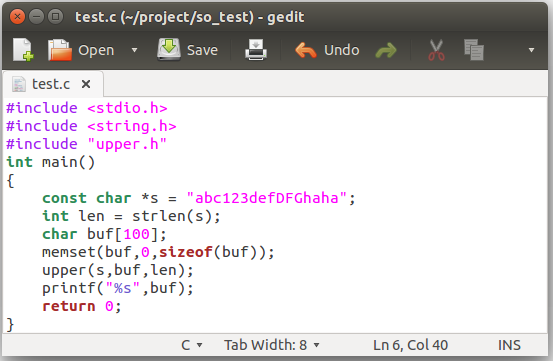 test.c (~/project/so_test) - gedit
Open Save Undo
test.c
#include <stdio.h>
#include <string.h>
#include "upper.h"
int main()
{
    const char *s = "abc123defDFGhaha";
    int len = strlen(s);
    char buf[100];
    memset(buf,0,sizeof(buf));
    upper(s,buf,len);
    printf("%s",buf);
    return 0;
}
C Tab Width: 8 Ln 6, Col 40 INS